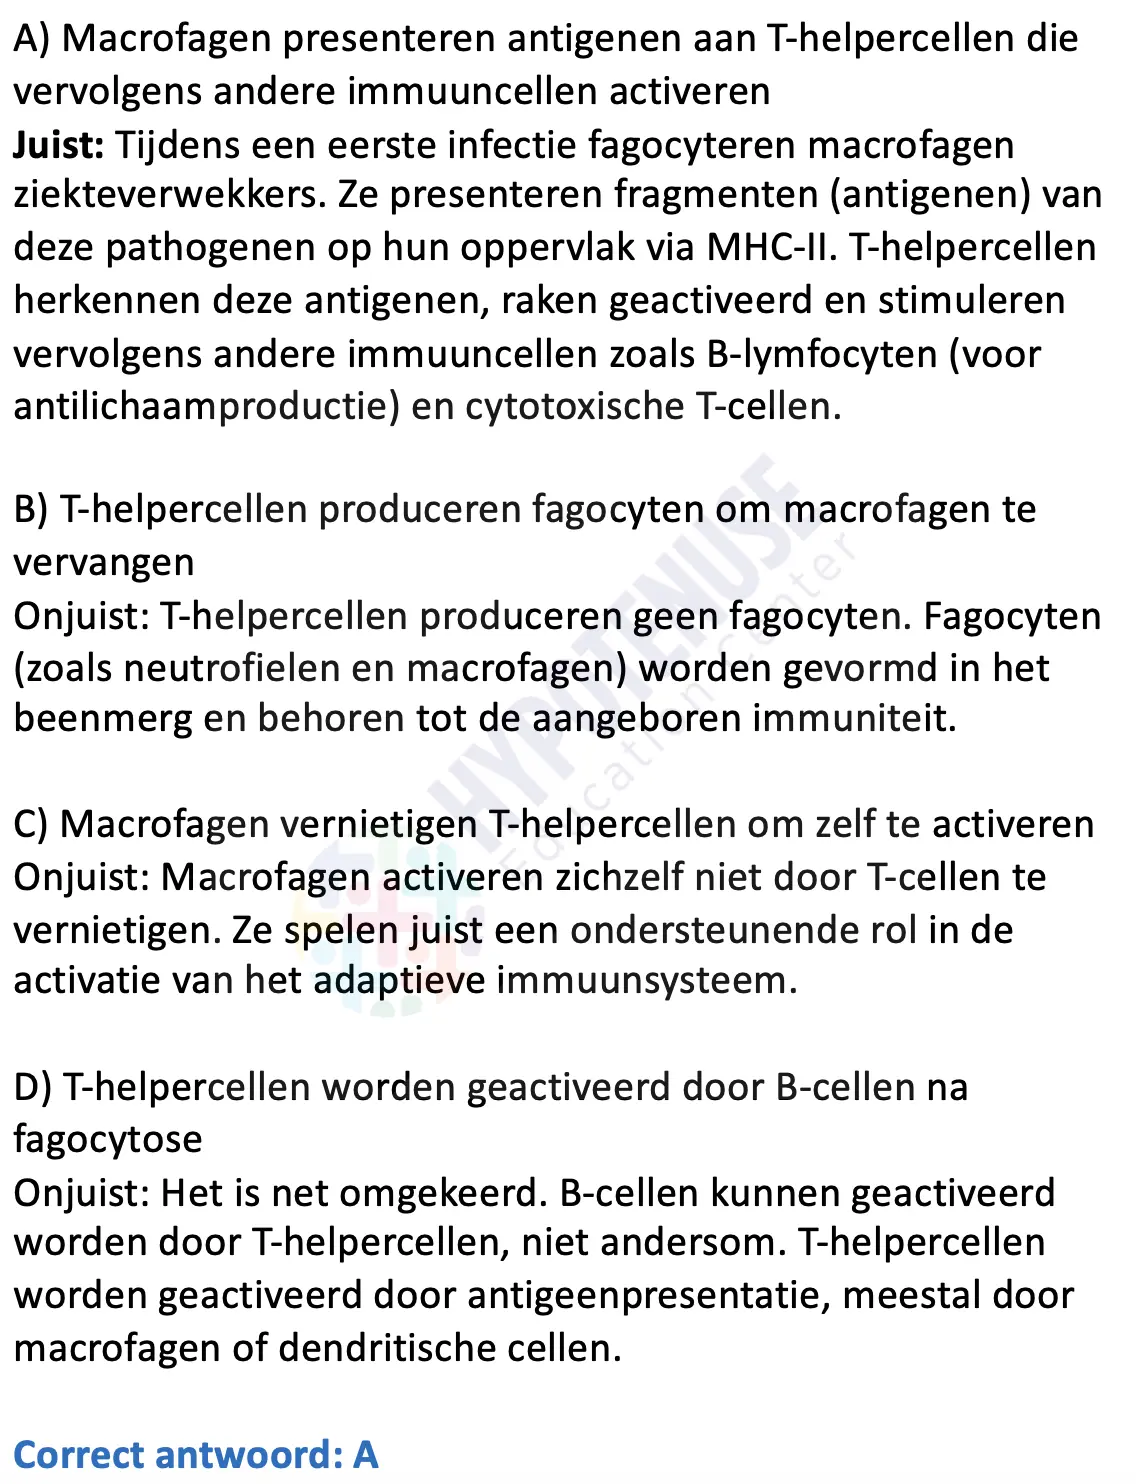 A) Macrofagen presenteren antigenen aan T-helpercellen die
vervolgens andere immuuncellen activeren
Juist: Tijdens een eerste infectie fagocyteren macrofagen
ziekteverwekkers. Ze presenteren fragmenten (antigenen) van
deze pathogenen op hun oppervlak via MHC-II. T-helpercellen
herkennen deze antigenen, raken geactiveerd en stimuleren
vervolgens andere immuuncellen zoals B-lymfocyten (voor
antilichaamproductie) en cytotoxische T-cellen.
B) T-helpercellen produceren fagocyten om macrofagen te
vervangen
Onjuist: T-helpercellen produceren geen fagocyten. Fagocyten
(zoals neutrofielen en macrofagen) worden gevormd in het
beenmerg en behoren tot de aangeboren immuniteit.
C) Macrofagen vernietigen T-helpercellen om zelf te activeren
Onjuist: Macrofagen activeren zichzelf niet door T-cellen te
vernietigen. Ze spelen juist een ondersteunende rol in de
activatie van het adaptieve immuunsysteem.
D) T-helpercellen worden geactiveerd door B-cellen na
fagocytose
Onjuist: Het is net omgekeerd. B-cellen kunnen geactiveerd
worden door T-helpercellen, niet andersom. T-helpercellen
worden geactiveerd door antigeenpresentatie, meestal door
macrofagen of dendritische cellen.
Correct antwoord: A
HYPOTENUSE
Education Center